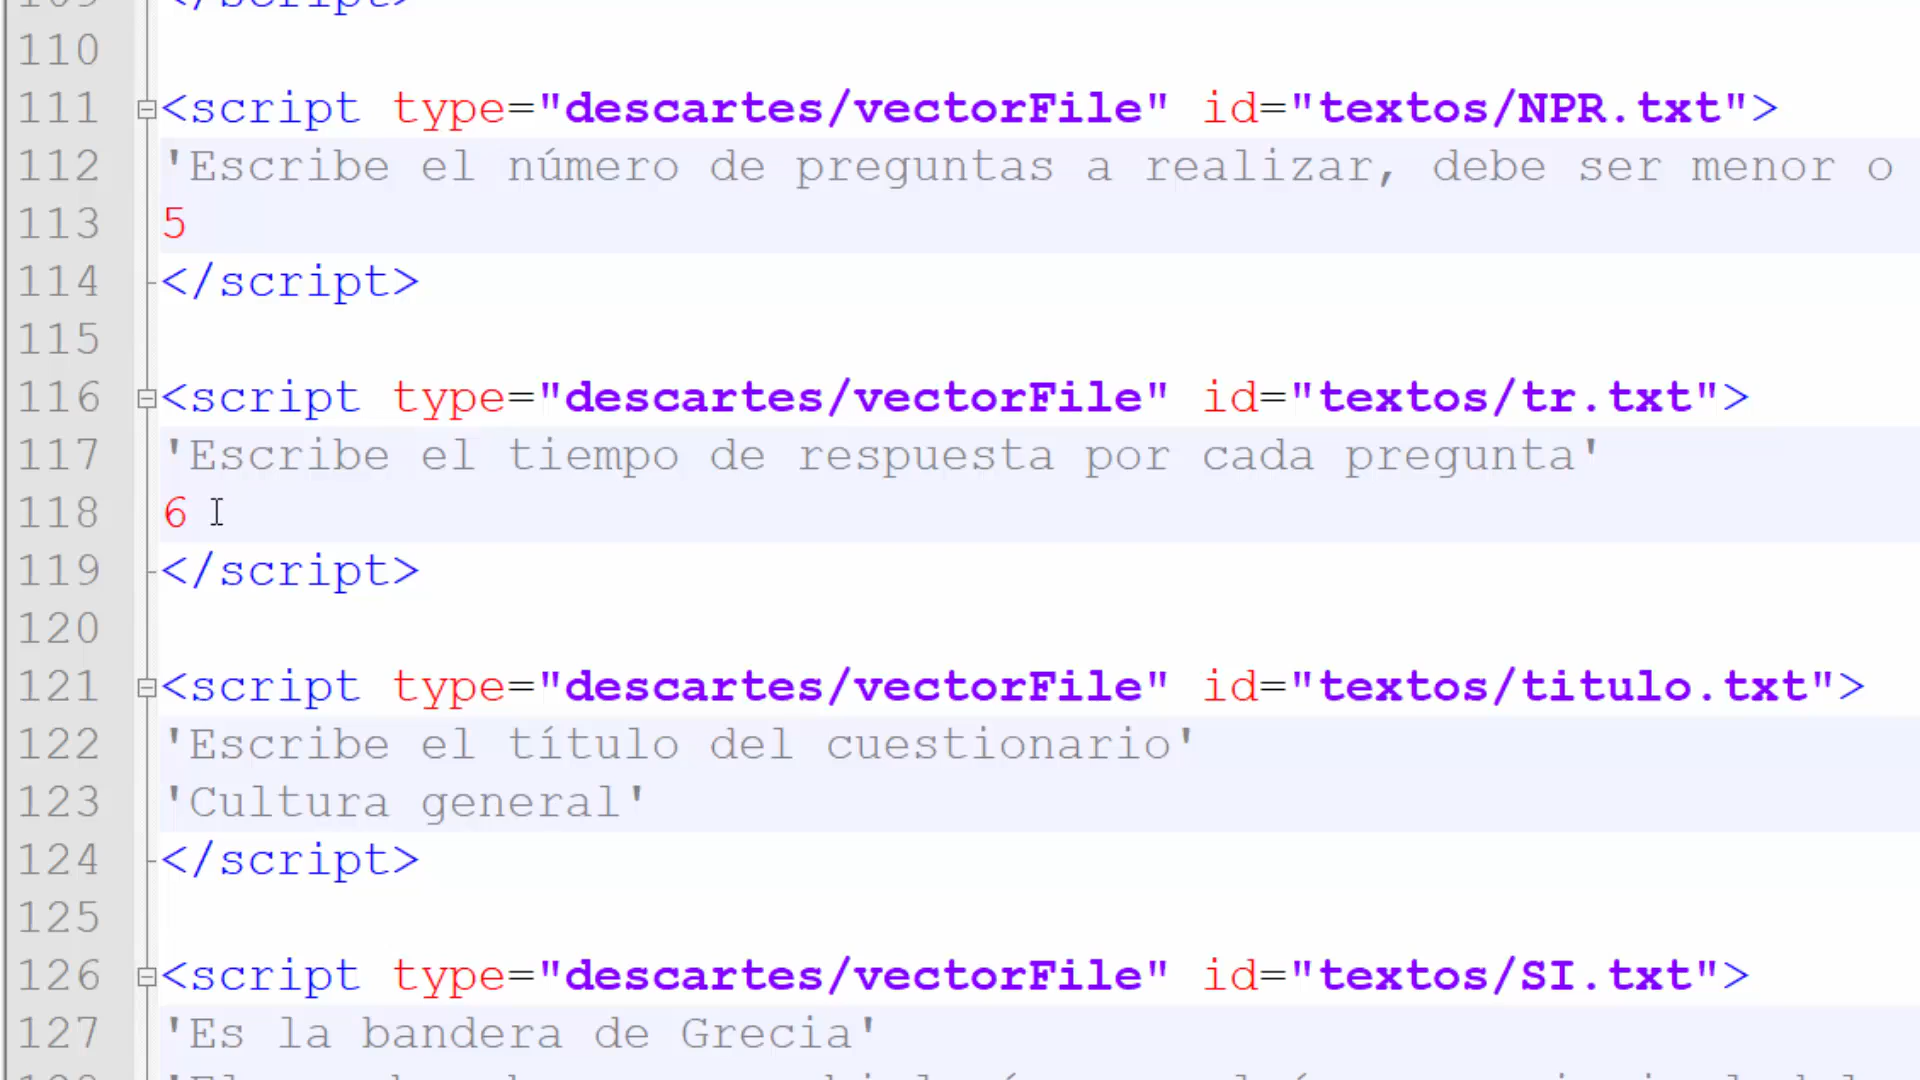 109 </script>
110
111 <script type="descartes/vectorFile" id="textos/NPR.txt">
112 'Escribe el número de preguntas a realizar, debe ser menor o
113 5
114 </script>
115
116 <script type="descartes/vectorFile" id="textos/tr.txt">
117 'Escribe el tiempo de respuesta por cada pregunta'
118 6
119 </script>
120
121 <script type="descartes/vectorFile" id="textos/titulo.txt">
122 'Escribe el título del cuestionario'
123 'Cultura general'
124 </script>
125
126 <script type="descartes/vectorFile" id="textos/SI.txt">
127 'Es la bandera de Grecia'